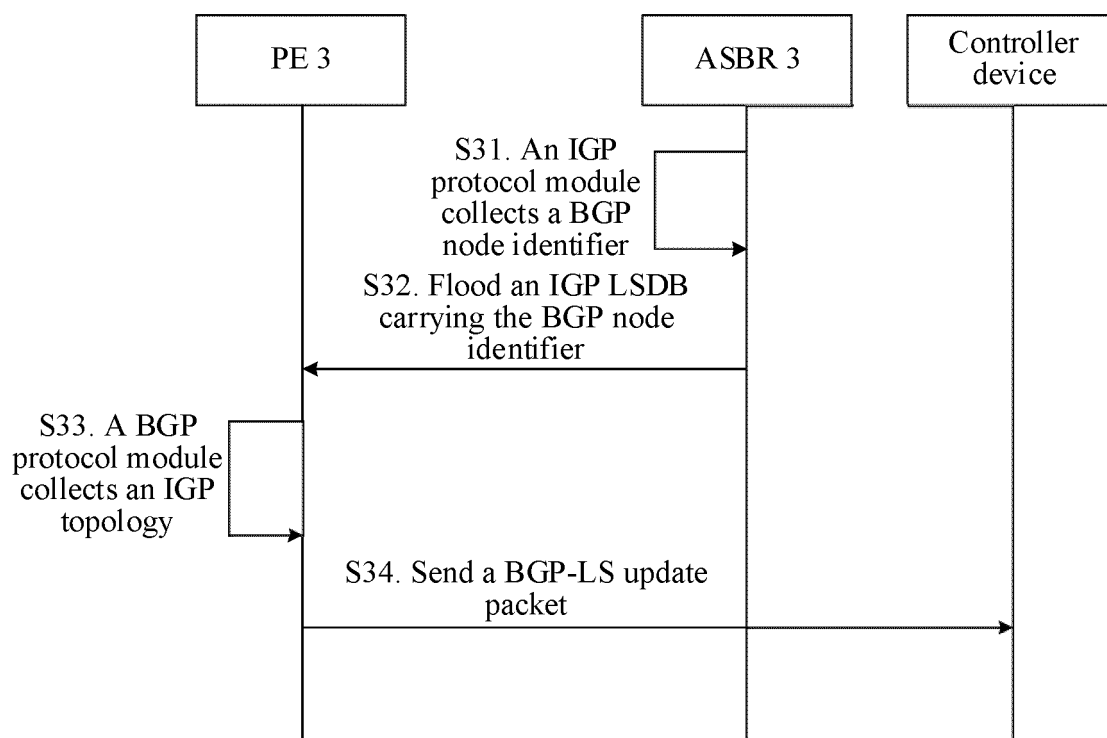 PE 3
ASBR 3
Controller
device
S31. An IGP
protocol module
collects a BGP
node identifier
S32. Flood an IGP LSDB
carrying the BGP node
identifier
S33. A BGP
protocol module
collects an IGP
topology
S34. Send a BGP-LS update
packet